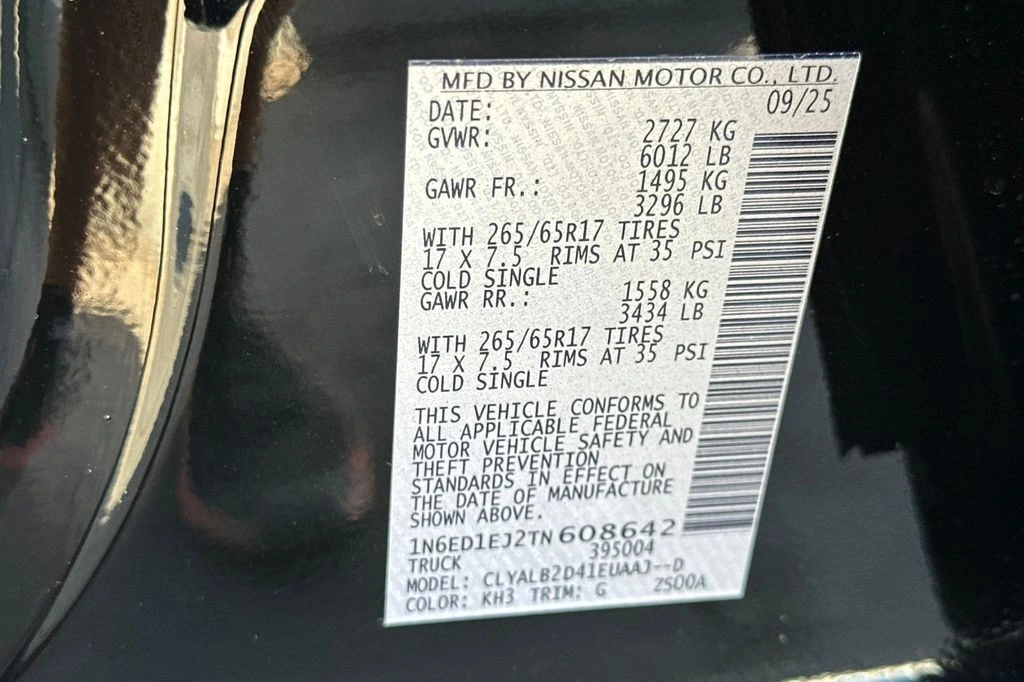 MFD BY NISSAN MOTOR CO., LTD.
DATE: 09/25
GVWR: 2727 KG
6012 LB
GAWR FR.: 1495 KG
3296 LB
WITH 265/65R17 TIRES
17 X 7.5 RIMS AT 35 PSI
COLD SINGLE
GAWR RR.: 1558 KG
3434 LB
WITH 265/65R17 TIRES
17 X 7.5 RIMS AT 35 PSI
COLD SINGLE
THIS VEHICLE CONFORMS TO
ALL APPLICABLE FEDERAL
MOTOR VEHICLE SAFETY AND
THEFT PREVENTION
STANDARDS IN EFFECT ON
THE DATE OF MANUFACTURE
SHOWN ABOVE.
1N6ED1EJ2TN608642
TRUCK 395004
MODEL: CLYALB2D41EUAAJ--D
COLOR: KH3 TRIM: G ZS00A